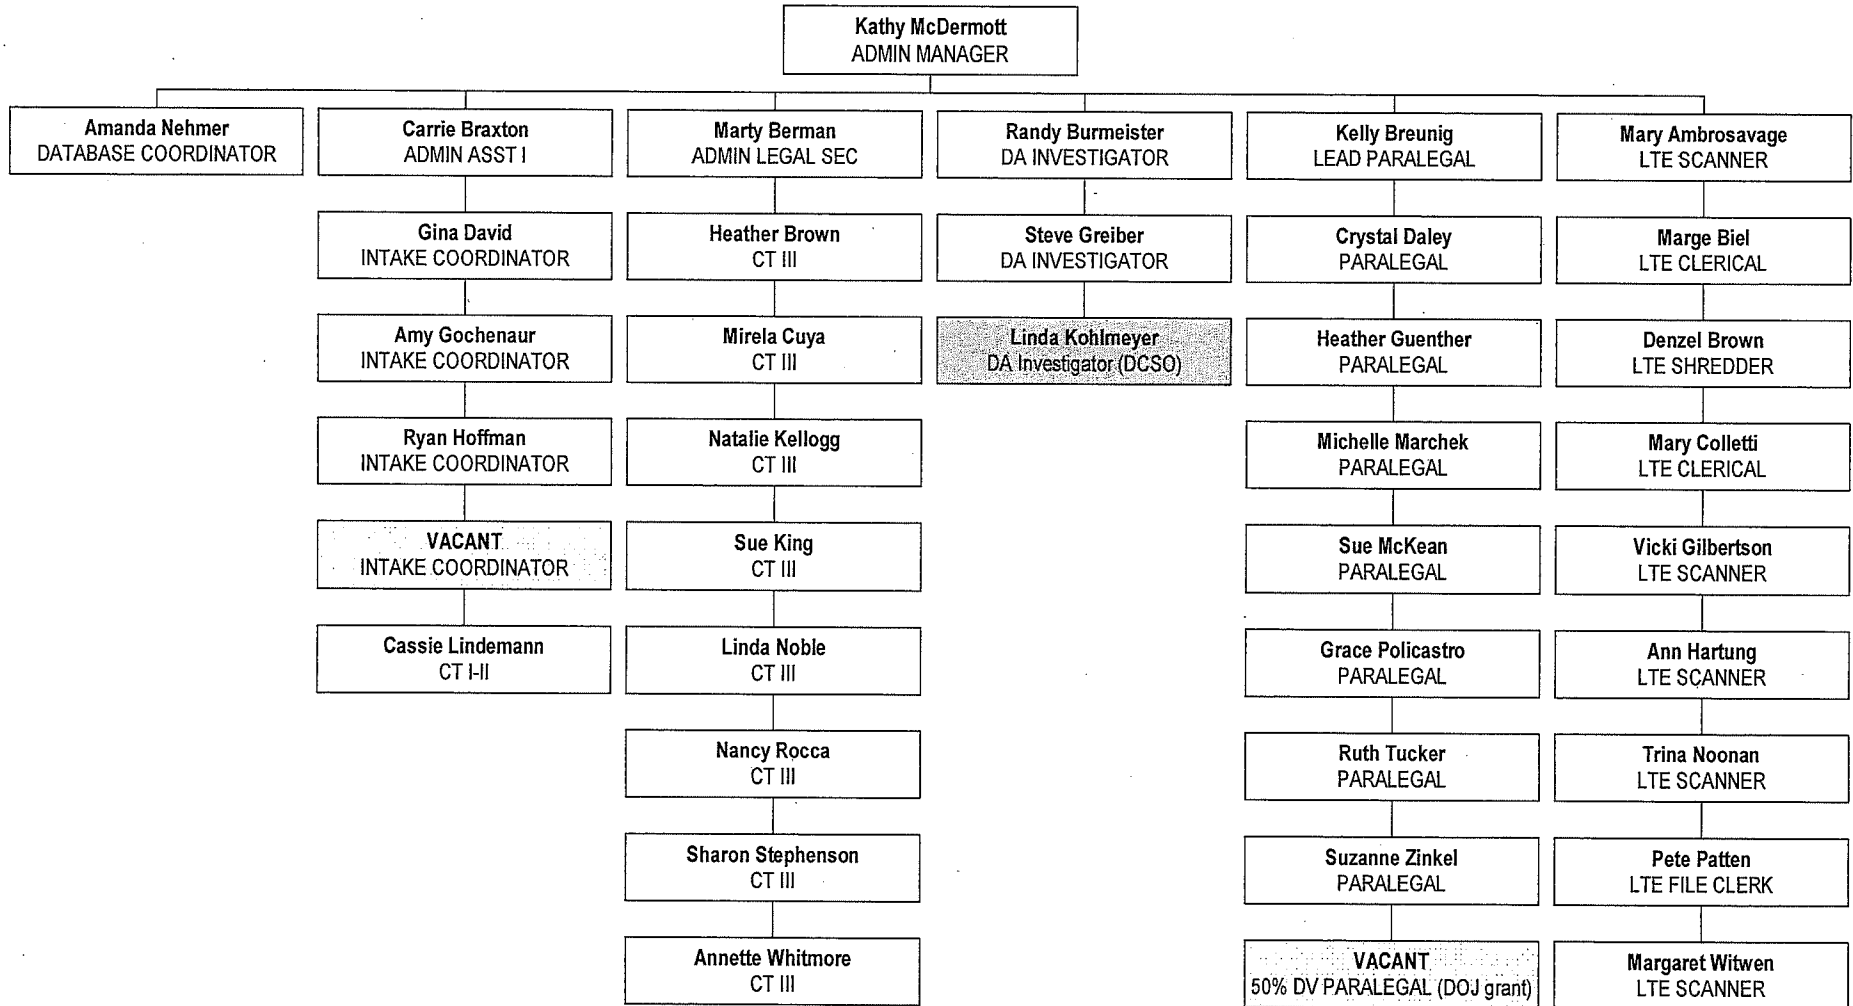 Kathy McDermott
ADMIN MANAGER
Amanda Nehmer
DATABASE COORDINATOR
Carrie Braxton
ADMIN ASST I
Gina David
INTAKE COORDINATOR
Amy Gochenaur
INTAKE COORDINATOR
Ryan Hoffman
INTAKE COORDINATOR
VACANT
INTAKE COORDINATOR
Cassie Lindemann
CT I-II
Marty Berman
ADMIN LEGAL SEC
Heather Brown
CT III
Mirela Cuya
CT III
Natalie Kellogg
CT III
Sue King
CT III
Linda Noble
CT III
Nancy Rocca
CT III
Sharon Stephenson
CT III
Annette Whitmore
CT III
Randy Burmeister
DA INVESTIGATOR
Steve Greiber
DA INVESTIGATOR
Linda Kohlmeyer
DA Investigator (DCSO)
Kelly Breunig
LEAD PARALEGAL
Crystal Daley
PARALEGAL
Heather Guenther
PARALEGAL
Michelle Marchek
PARALEGAL
Sue McKean
PARALEGAL
Grace Policastro
PARALEGAL
Ruth Tucker
PARALEGAL
Suzanne Zinkel
PARALEGAL
VACANT
50% DV PARALEGAL (DOJ grant)
Mary Ambrosavage
LTE SCANNER
Marge Biel
LTE CLERICAL
Denzel Brown
LTE SHREDDER
Mary Colletti
LTE CLERICAL
Vicki Gilbertson
LTE SCANNER
Ann Hartung
LTE SCANNER
Trina Noonan
LTE SCANNER
Pete Patten
LTE FILE CLERK
Margaret Witwen
LTE SCANNER